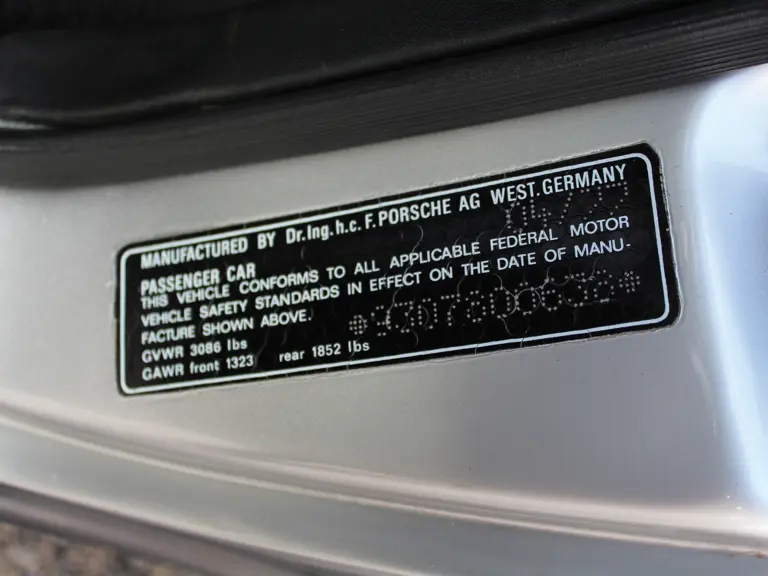 MANUFACTURED BY Dr.Ing.h.c. F.PORSCHE AG WEST.GERMANY
PASSENGER CAR 04/77
THIS VEHICLE CONFORMS TO ALL APPLICABLE FEDERAL MOTOR
VEHICLE SAFETY STANDARDS IN EFFECT ON THE DATE OF MANU-
FACTURE SHOWN ABOVE.
GVWR 3086 lbs
GAWR front 1323 rear 1852 lbs